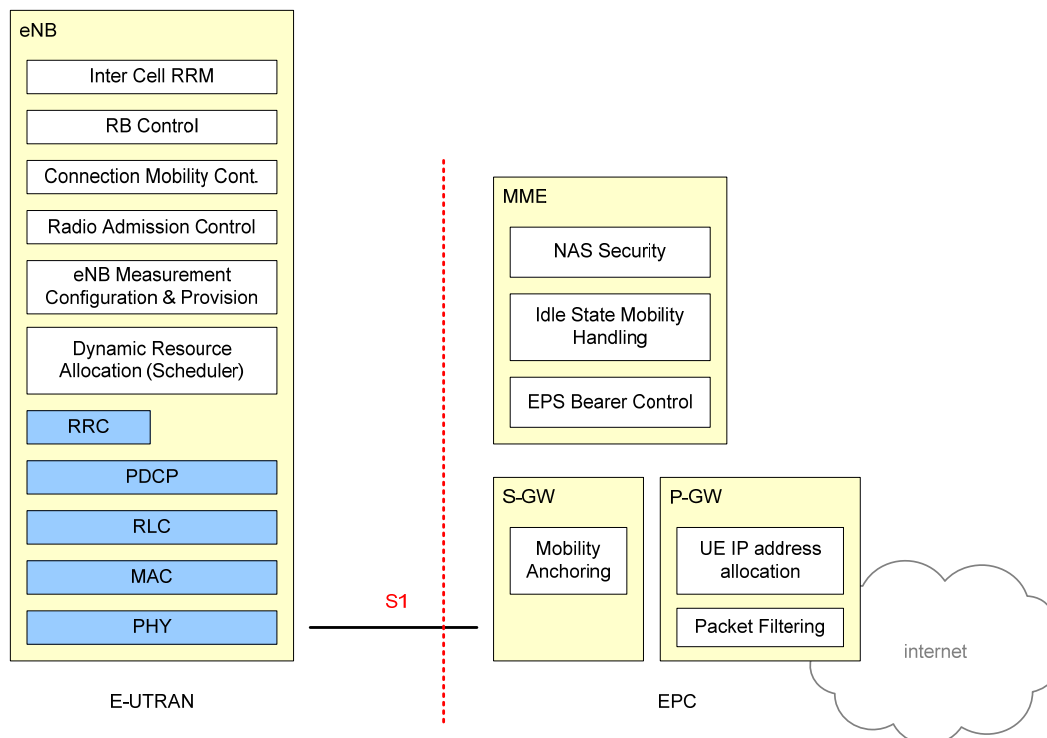 eNB
Inter Cell RRM
RB Control
Connection Mobility Cont.
Radio Admission Control
eNB Measurement
Configuration & Provision
Dynamic Resource
Allocation (Scheduler)
RRC
PDCP
RLC
MAC
PHY
S1
MME
NAS Security
Idle State Mobility
Handling
EPS Bearer Control
S-GW
Mobility
Anchoring
P-GW
UE IP address
allocation
Packet Filtering
internet
E-UTRAN
EPC